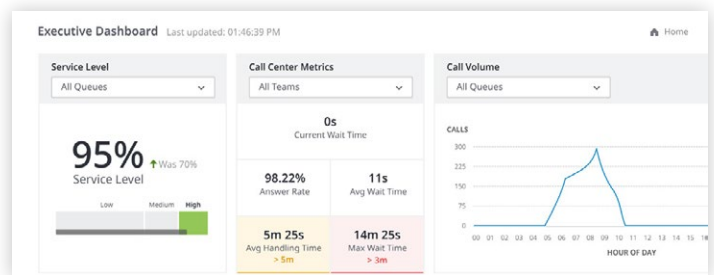 Executive Dashboard Last updated: 01:46:39 PM
Home
Service Level
All Queues
95% Was 70%
Service Level
Low Medium High
Call Center Metrics
All Teams
0s
Current Wait Time
98.22%
Answer Rate
11s
Avg Wait Time
5m 25s
Avg Handling Time
> 5m
14m 25s
Max Wait Time
> 3m
Call Volume
All Queues
CALLS
300
225
150
75
0
00 01 02 03 04 05 06 07 08 09 10 11 12 13 14 15
HOUR OF DAY